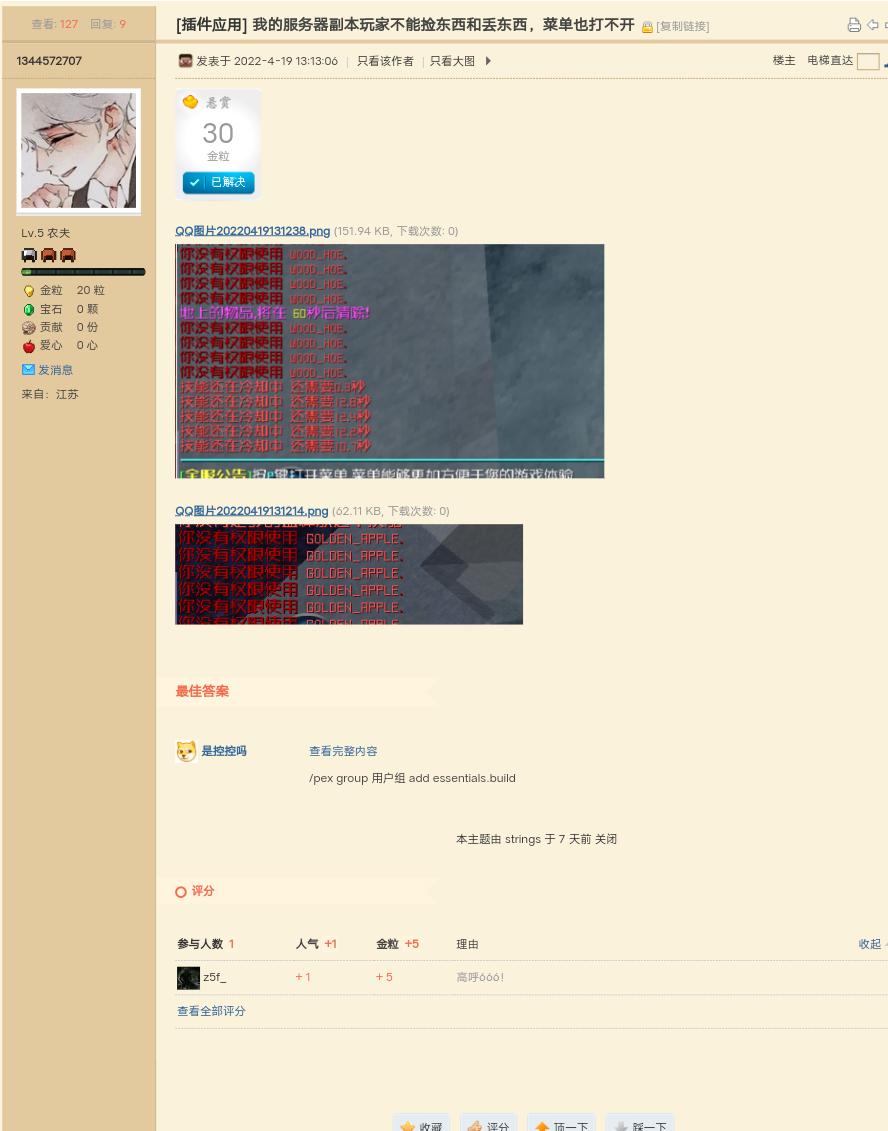 查看: 127 回复: 9
[插件应用] 我的服务器副本玩家不能捡东西和丢东西，菜单也打不开 [复制链接]
1344572707
发表于 2022-4-19 13:13:06 | 只看该作者 | 只看大图
楼主 电梯直达
悬赏
30
金粒
已解决
Lv.5 农夫
金粒 20 粒
宝石 0 颗
贡献 0 份
爱心 0 心
发消息
来自: 江苏
QQ图片20220419131238.png (151.94 KB, 下载次数: 0)
你没有权限使用 WOOD_HOE.
你没有权限使用 WOOD_HOE.
你没有权限使用 WOOD_HOE.
你没有权限使用 WOOD_HOE.
地上的物品,将在 60秒后清除!
你没有权限使用 WOOD_HOE.
你没有权限使用 WOOD_HOE.
你没有权限使用 WOOD_HOE.
你没有权限使用 WOOD_HOE.
技能还在冷却中 还需要0.8秒
技能还在冷却中 还需要12.8秒
技能还在冷却中 还需要12.4秒
技能还在冷却中 还需要12.2秒
技能还在冷却中 还需要10.7秒
公告]按P键打开菜单,菜单能够更加方便于您的游戏体验
QQ图片20220419131214.png (62.11 KB, 下载次数: 0)
你没有权限使用 GOLDEN_APPLE.
你没有权限使用 GOLDEN_APPLE.
你没有权限使用 GOLDEN_APPLE.
你没有权限使用 GOLDEN_APPLE.
你没有权限使用 GOLDEN_APPLE.
你没有权限使用 GOLDEN_APPLE.
最佳答案
是控控吗
查看完整内容
/pex group 用户组 add essentials.build
本主题由 strings 于 7 天前 关闭
评分
参与人数 1 人气 +1 金粒 +5 理由 收起
z5f_ + 1 + 5 高呼666!
查看全部评分
收藏 评分 顶一下 踩一下